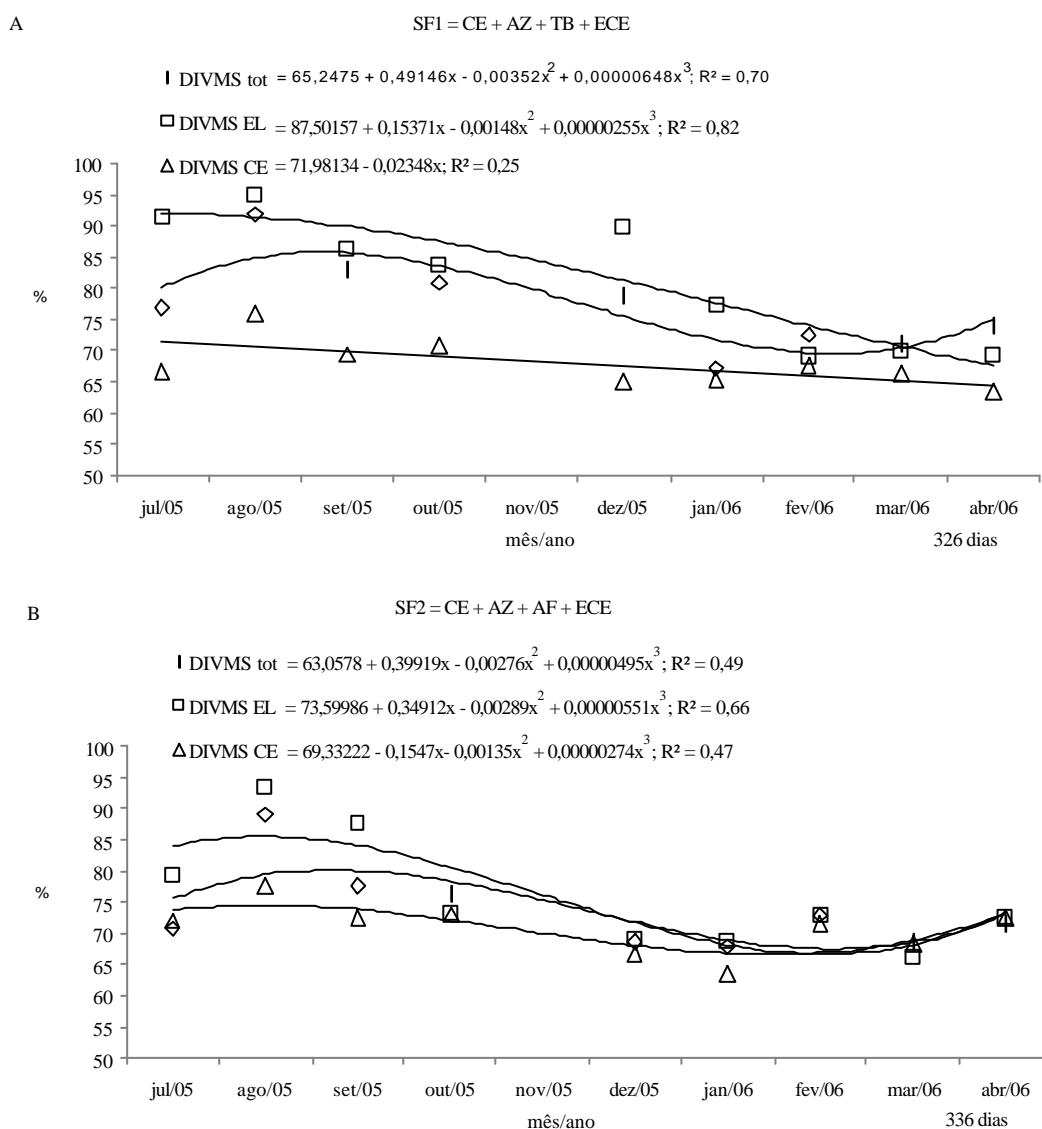 A
SF1 = CE + AZ + TB + ECE
DIVMS tot = 65,2475 + 0,49146x - 0,00352x² + 0,00000648x³; R² = 0,70
DIVMS EL = 87,50157 + 0,15371x - 0,00148x² + 0,00000255x³; R² = 0,82
DIVMS CE = 71,98134 - 0,02348x; R² = 0,25
100
95
90
85
80
75
70
65
60
55
50
%
jul/05 ago/05 set/05 out/05 nov/05 dez/05 jan/06 fev/06 mar/06 abr/06
mês/ano 326 dias
B
SF2 = CE + AZ + AF + ECE
DIVMS tot = 63,0578 + 0,39919x - 0,00276x² + 0,00000495x³; R² = 0,49
DIVMS EL = 73,59986 + 0,34912x - 0,00289x² + 0,00000551x³; R² = 0,66
DIVMS CE = 69,33222 - 0,1547x- 0,00135x² + 0,00000274x³; R² = 0,47
100
95
90
85
80
75
70
65
60
55
50
%
jul/05 ago/05 set/05 out/05 nov/05 dez/05 jan/06 fev/06 mar/06 abr/06
mês/ano 336 dias